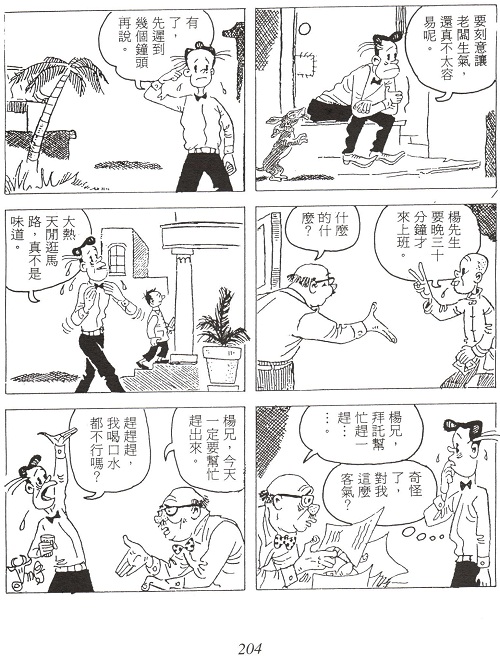 要刻意讓
老闆生氣，
還真不太容
易呢。
有
了，
先遲到
幾個鐘頭
再說。
楊先生
要晚三十
分鐘才
來上班。
什麼
的什
麼？
大熱
天閒逛馬
路，真不是
味道。
楊兄，
拜託幫
忙趕一
趕…
…。
奇怪
了，
對我
這麼
客氣？
楊兄，今天
一定要幫忙
趕出來。
趕趕趕，
我喝口水
都不行嗎？
204